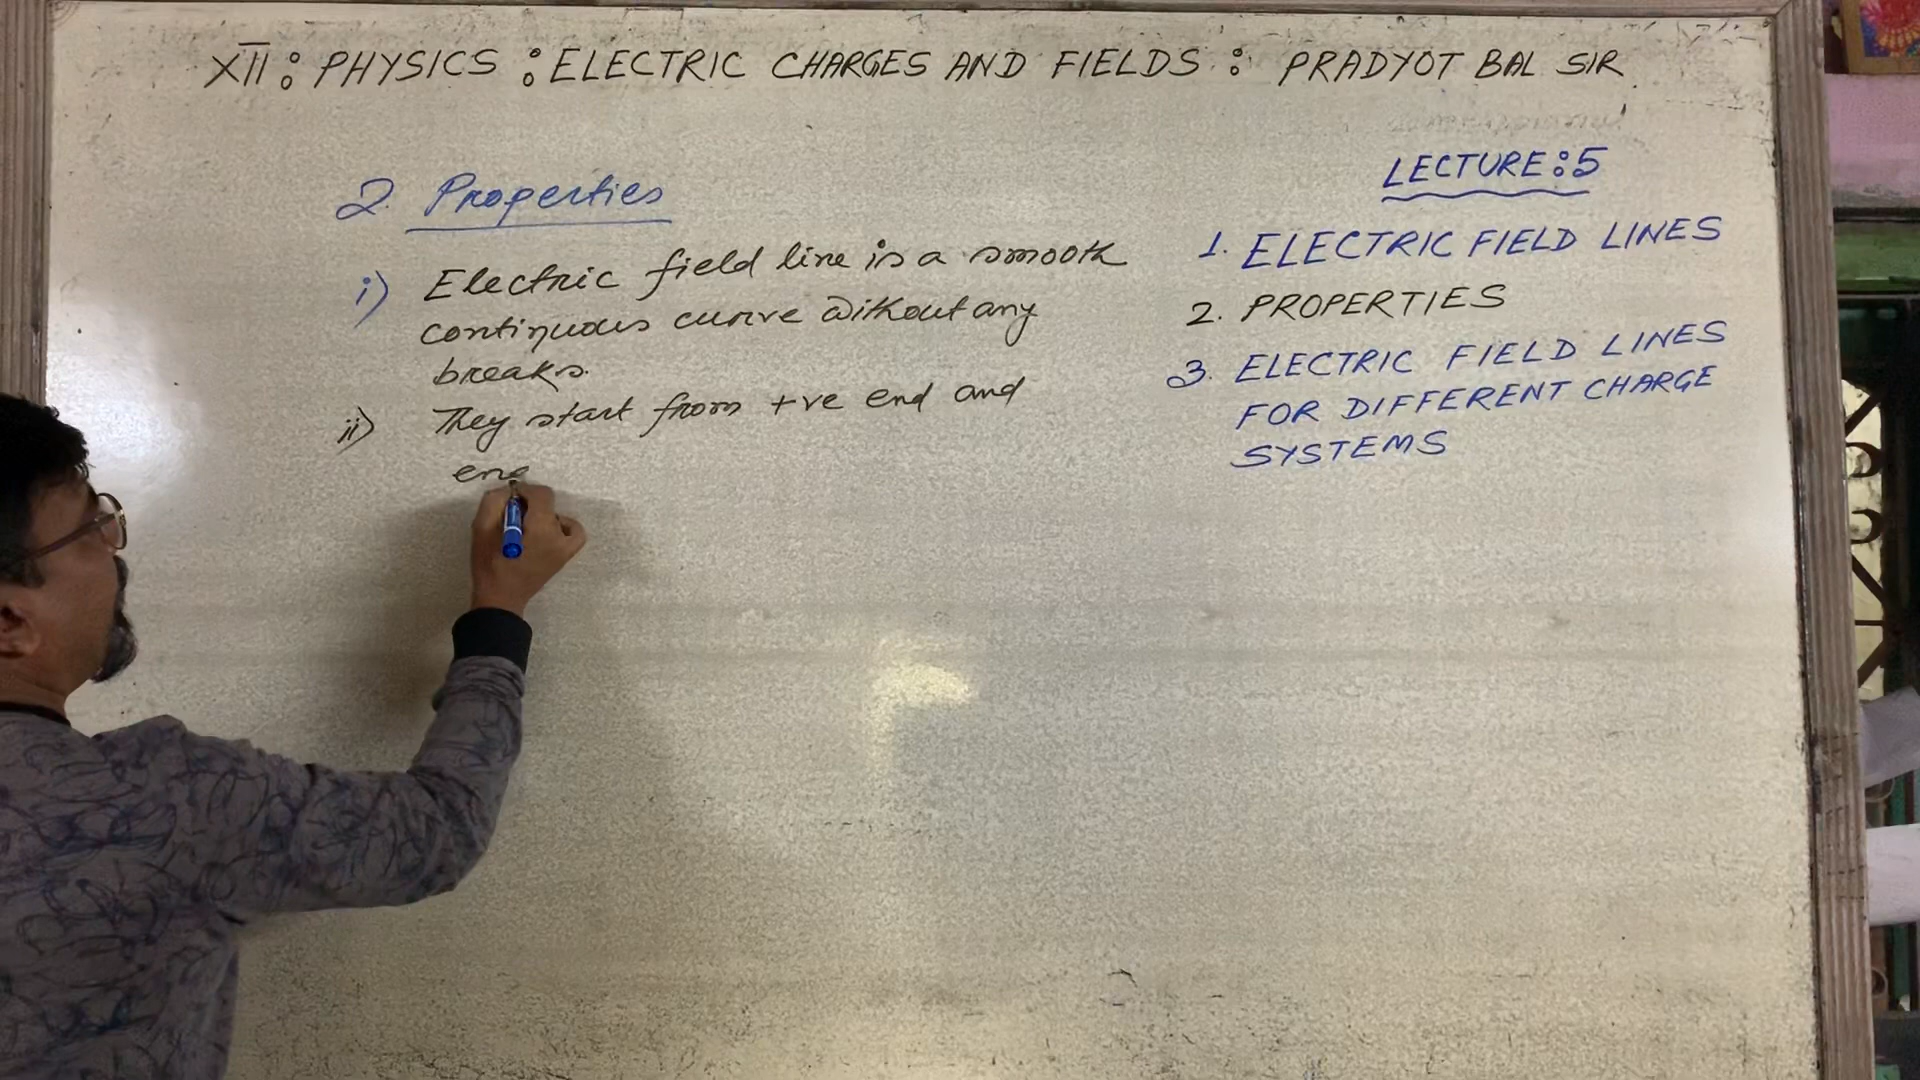 XII : PHYSICS : ELECTRIC CHARGES AND FIELDS : PRADYOT BAL SIR
2. Properties
i) Electric field line is a smooth
continuous curve without any
breaks.
ii) They start from +ve end and
end
LECTURE : 5
1. ELECTRIC FIELD LINES
2. PROPERTIES
3. ELECTRIC FIELD LINES
FOR DIFFERENT CHARGE
SYSTEMS